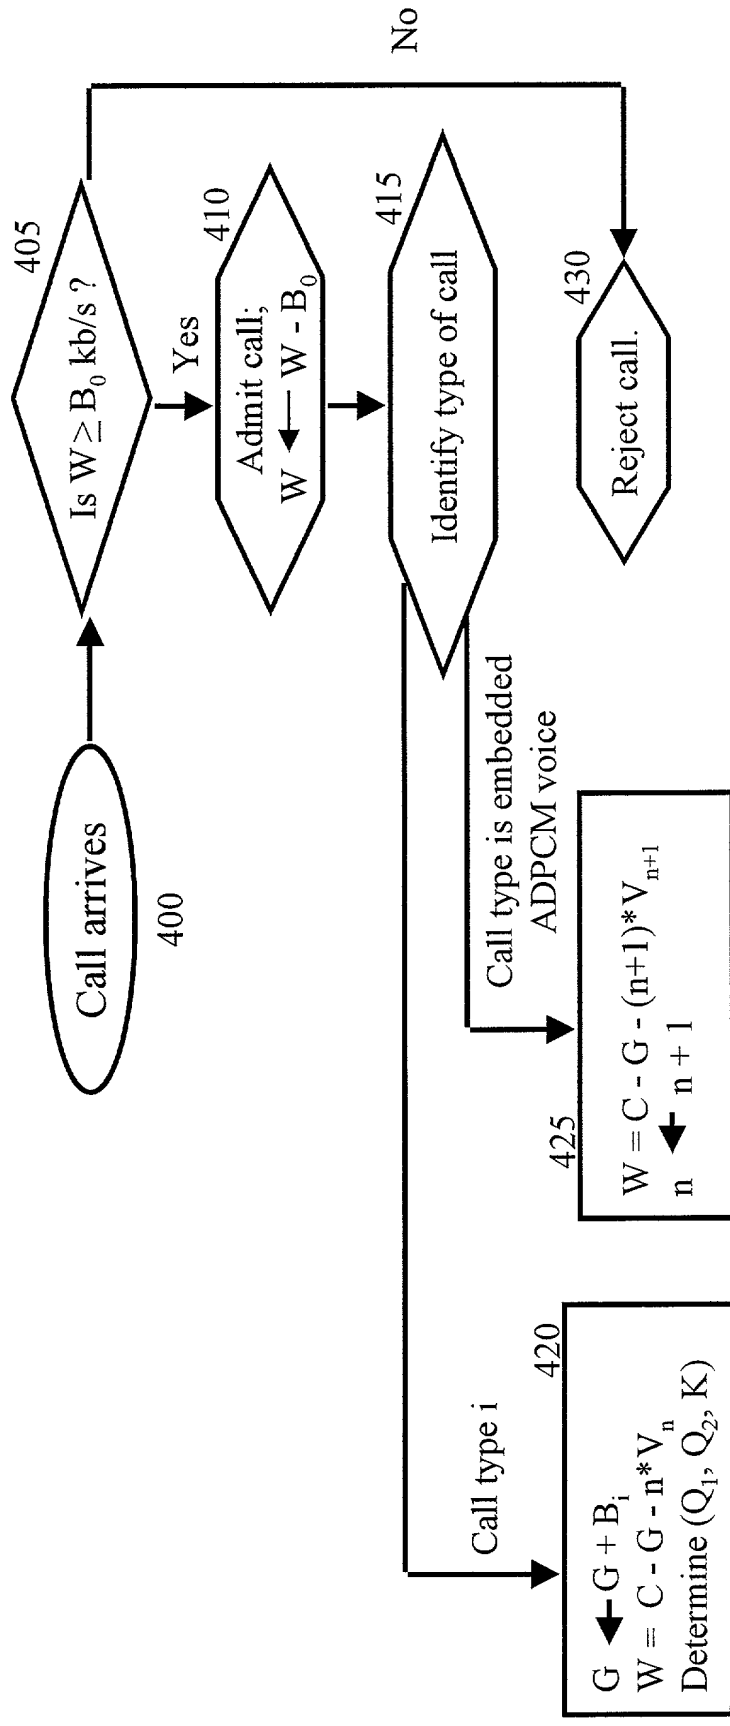 Call arrives
400
405
Is W ≥ B₀ kb/s ?
No
Yes
410
Admit call;
W ← W - B₀
415
Identify type of call
430
Reject call.
Call type i
Call type is embedded
ADPCM voice
420
G ← G + Bᵢ
W = C - G - n*Vₙ
Determine (Q₁, Q₂, K)
425
W = C - G - (n+1)*Vₙ₊₁
n ← n + 1